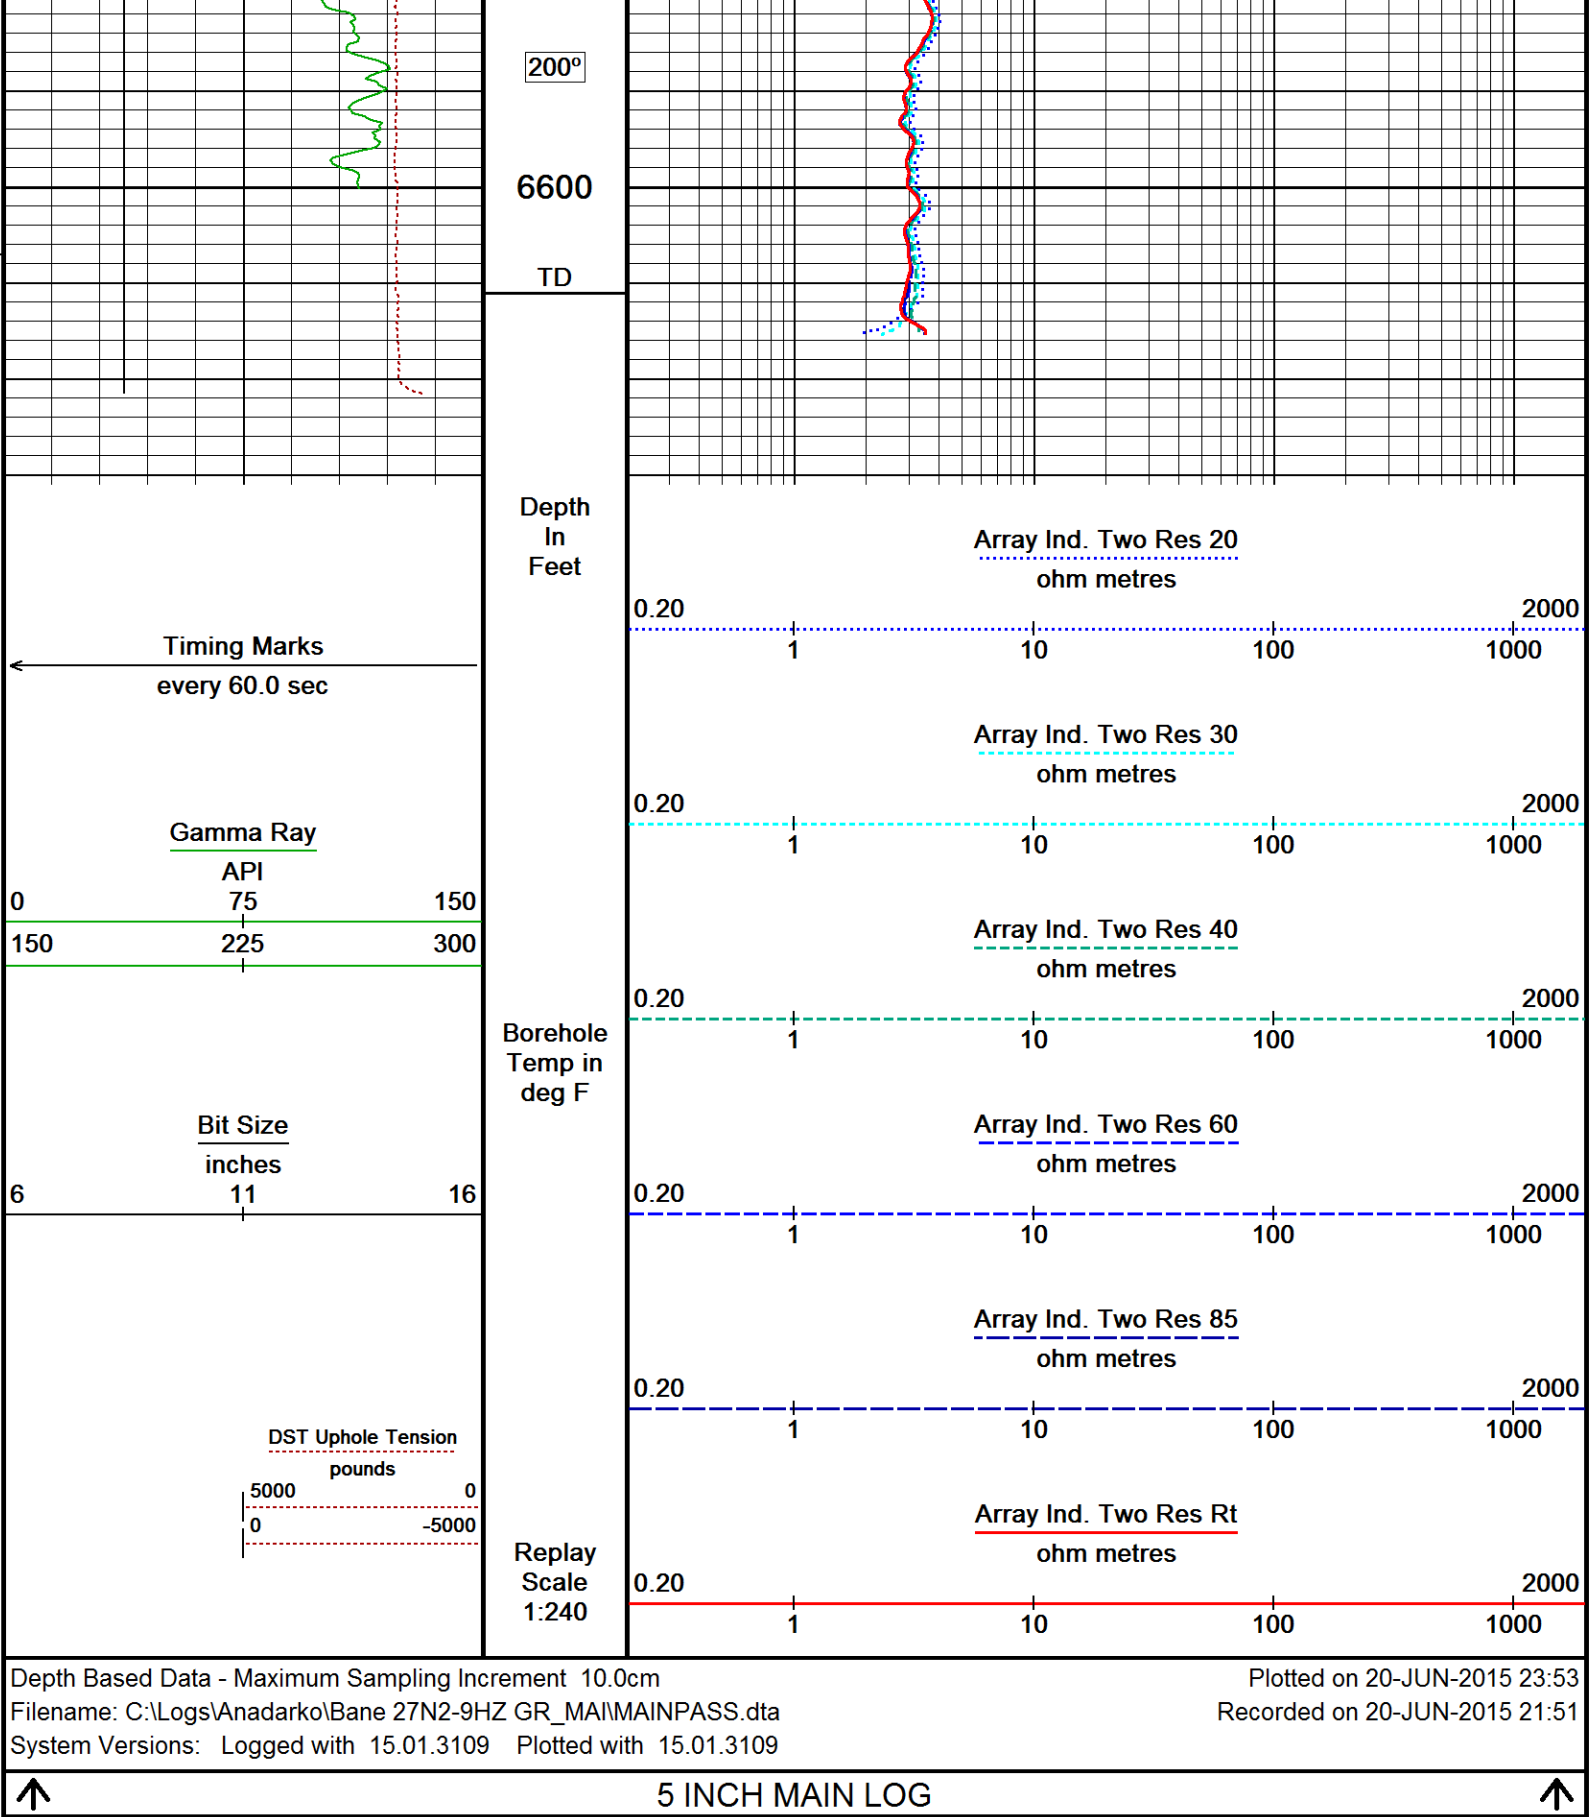 200º
6600
TD
Depth
In
Feet
Array Ind. Two Res 20
ohm metres
0.20 2000
1 10 100 1000
Timing Marks
every 60.0 sec
Array Ind. Two Res 30
ohm metres
0.20 2000
1 10 100 1000
Gamma Ray
API
0 75 150
150 225 300
Array Ind. Two Res 40
ohm metres
0.20 2000
1 10 100 1000
Borehole
Temp in
deg F
Bit Size
inches
6 11 16
Array Ind. Two Res 60
ohm metres
0.20 2000
1 10 100 1000
Array Ind. Two Res 85
ohm metres
0.20 2000
1 10 100 1000
DST Uphole Tension
pounds
5000 0
0 -5000
Array Ind. Two Res Rt
ohm metres
0.20 2000
1 10 100 1000
Replay
Scale
1:240
Depth Based Data - Maximum Sampling Increment 10.0cm
Plotted on 20-JUN-2015 23:53
Filename: C:\Logs\Anadarko\Bane 27N2-9HZ GR_MAI\MAINPASS.dta
Recorded on 20-JUN-2015 21:51
System Versions: Logged with 15.01.3109 Plotted with 15.01.3109
5 INCH MAIN LOG